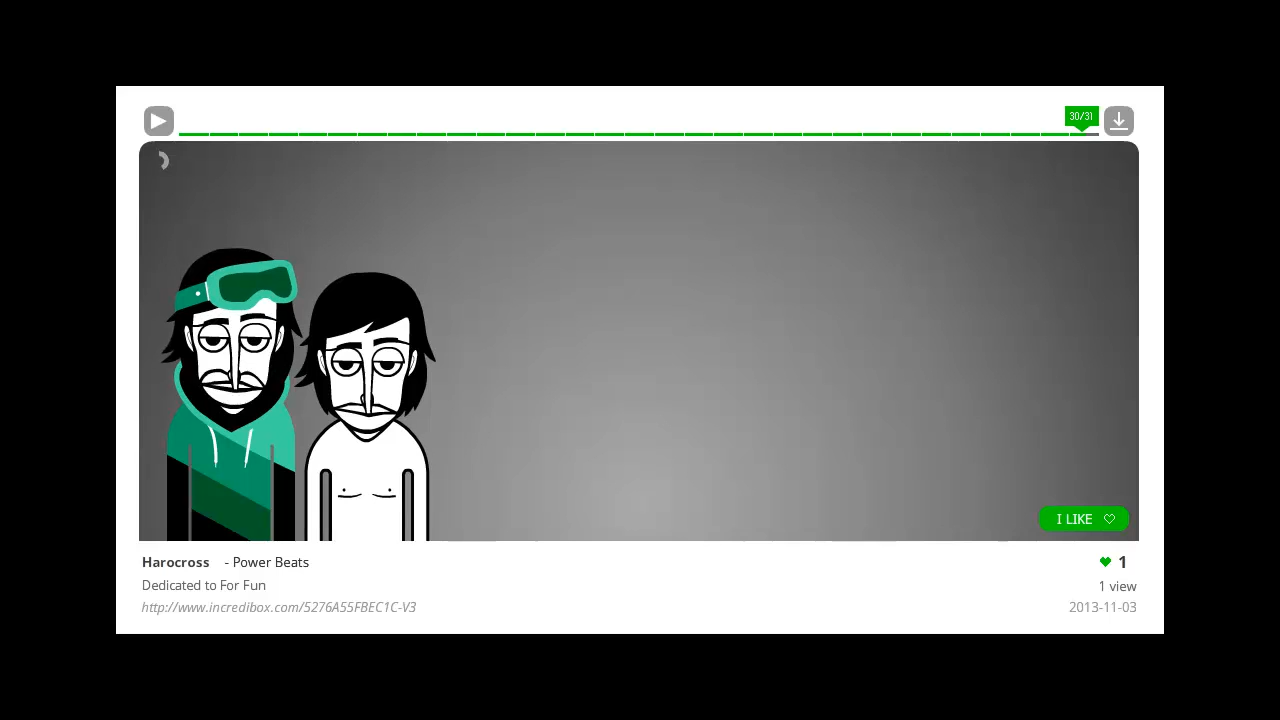 30/31
I LIKE
Harocross - Power Beats
1
Dedicated to For Fun
1 view
http://www.incredibox.com/5276A55FBEC1C-V3
2013-11-03